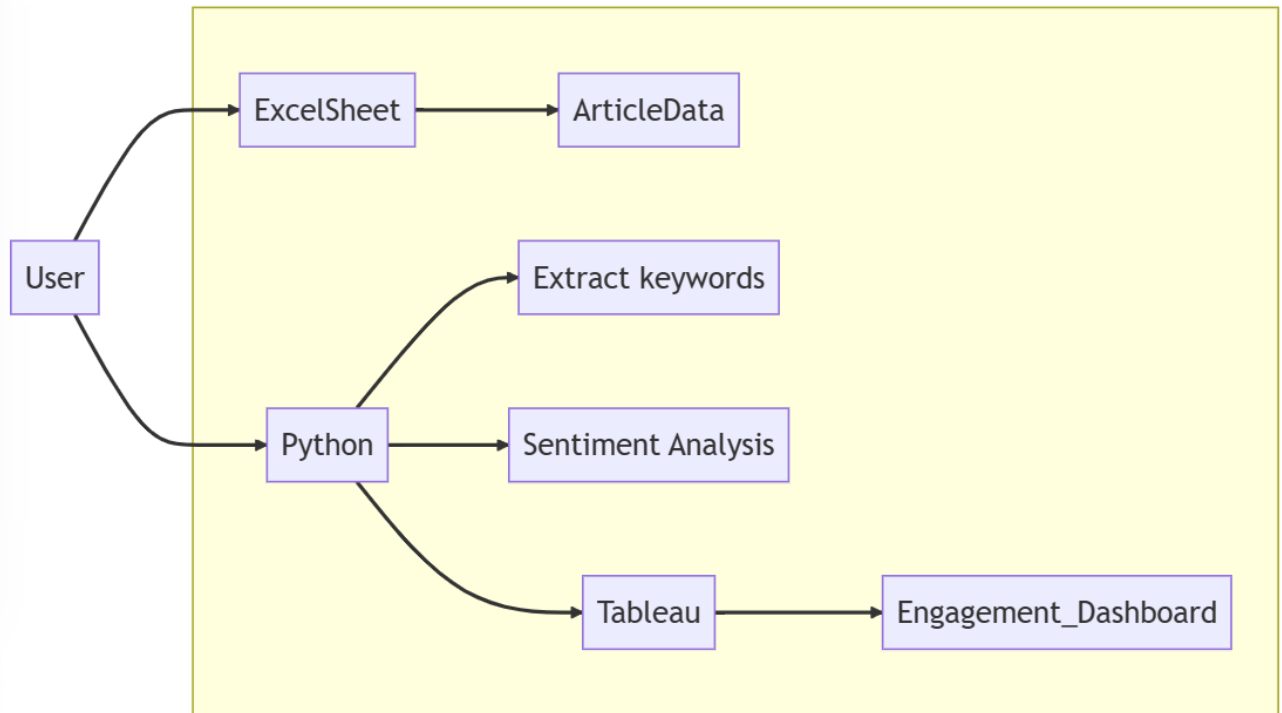 ExcelSheet
ArticleData
User
Extract keywords
Python
Sentiment Analysis
Tableau
Engagement_Dashboard